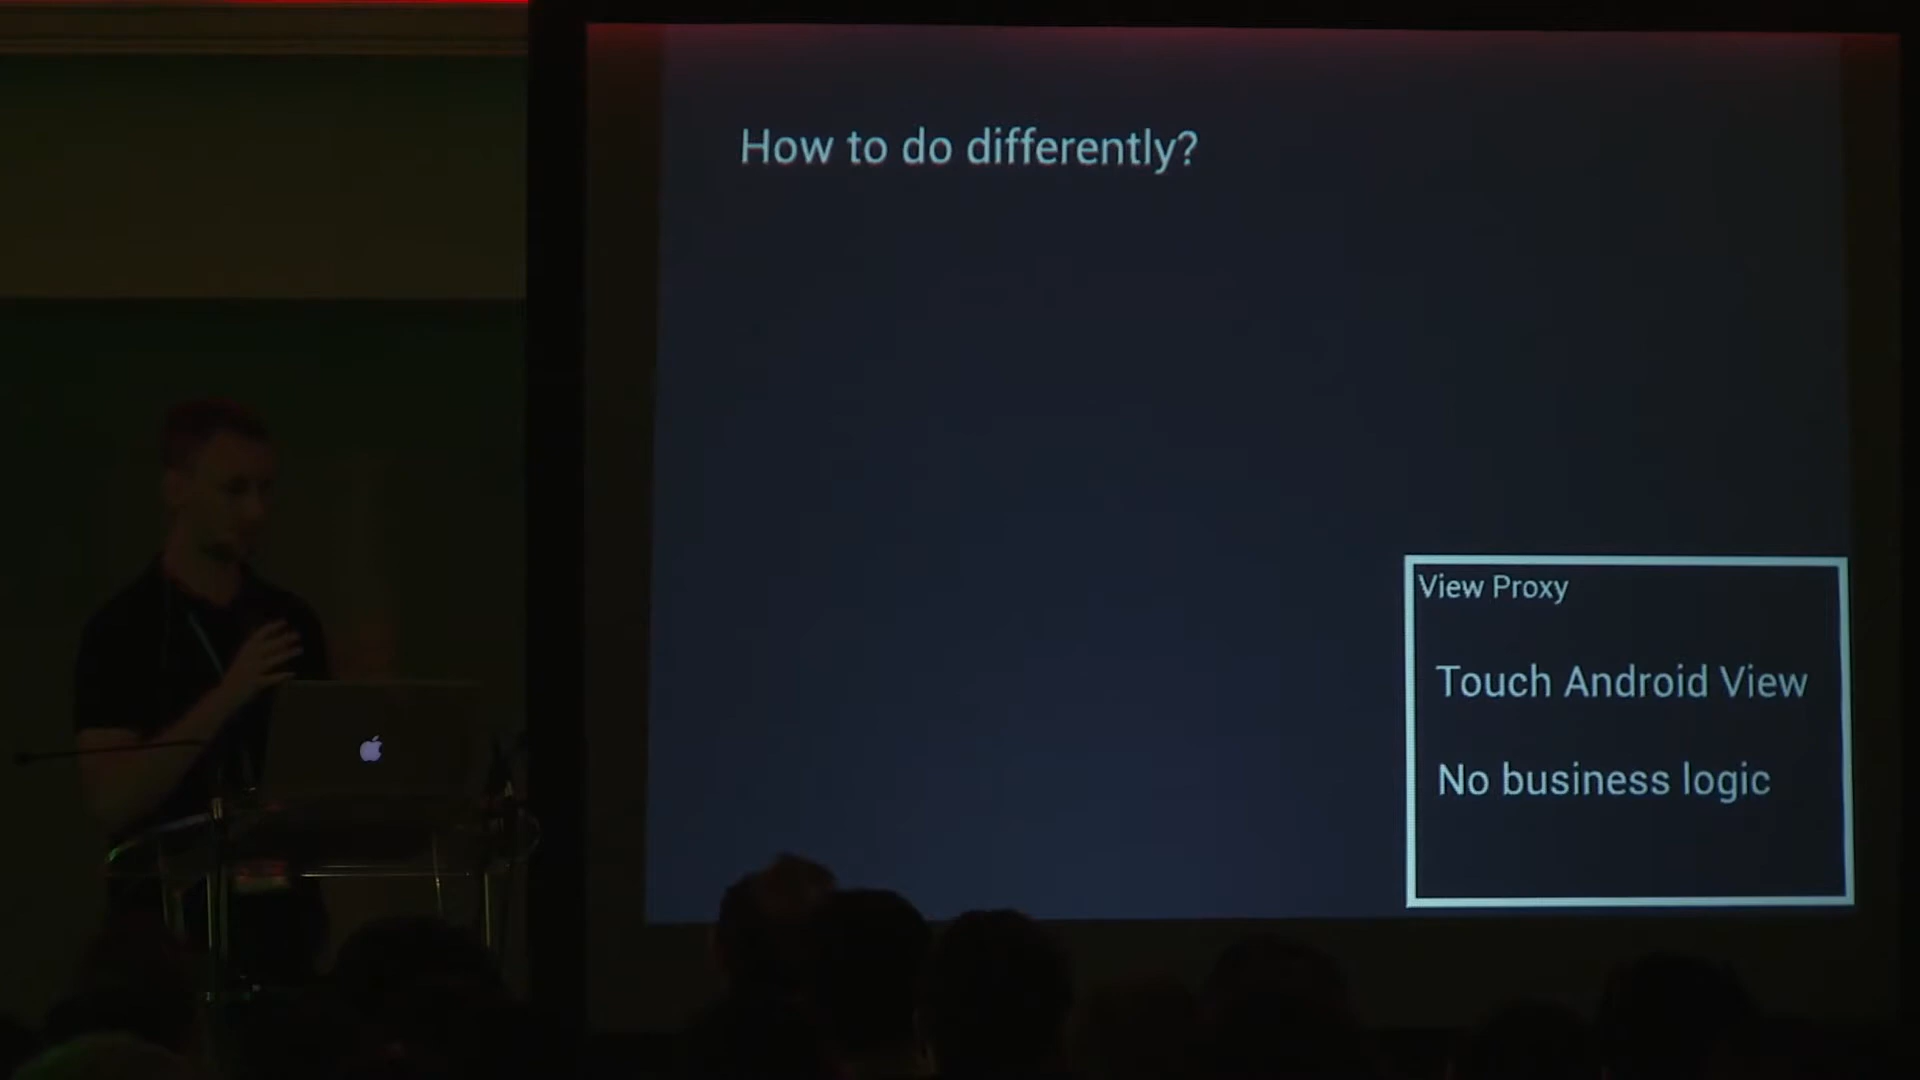 How to do differently?
View Proxy
Touch Android View
No business logic